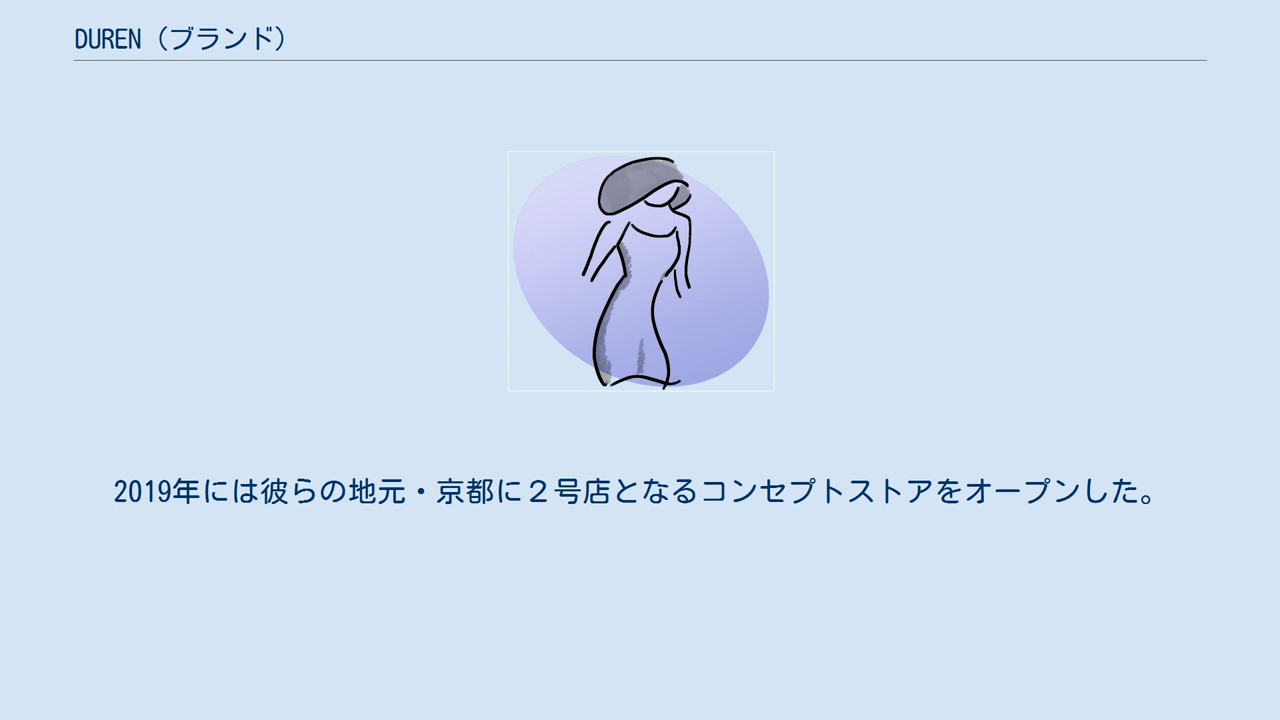 DUREN（ブランド）
2019年には彼らの地元・京都に２号店となるコンセプトストアをオープンした。